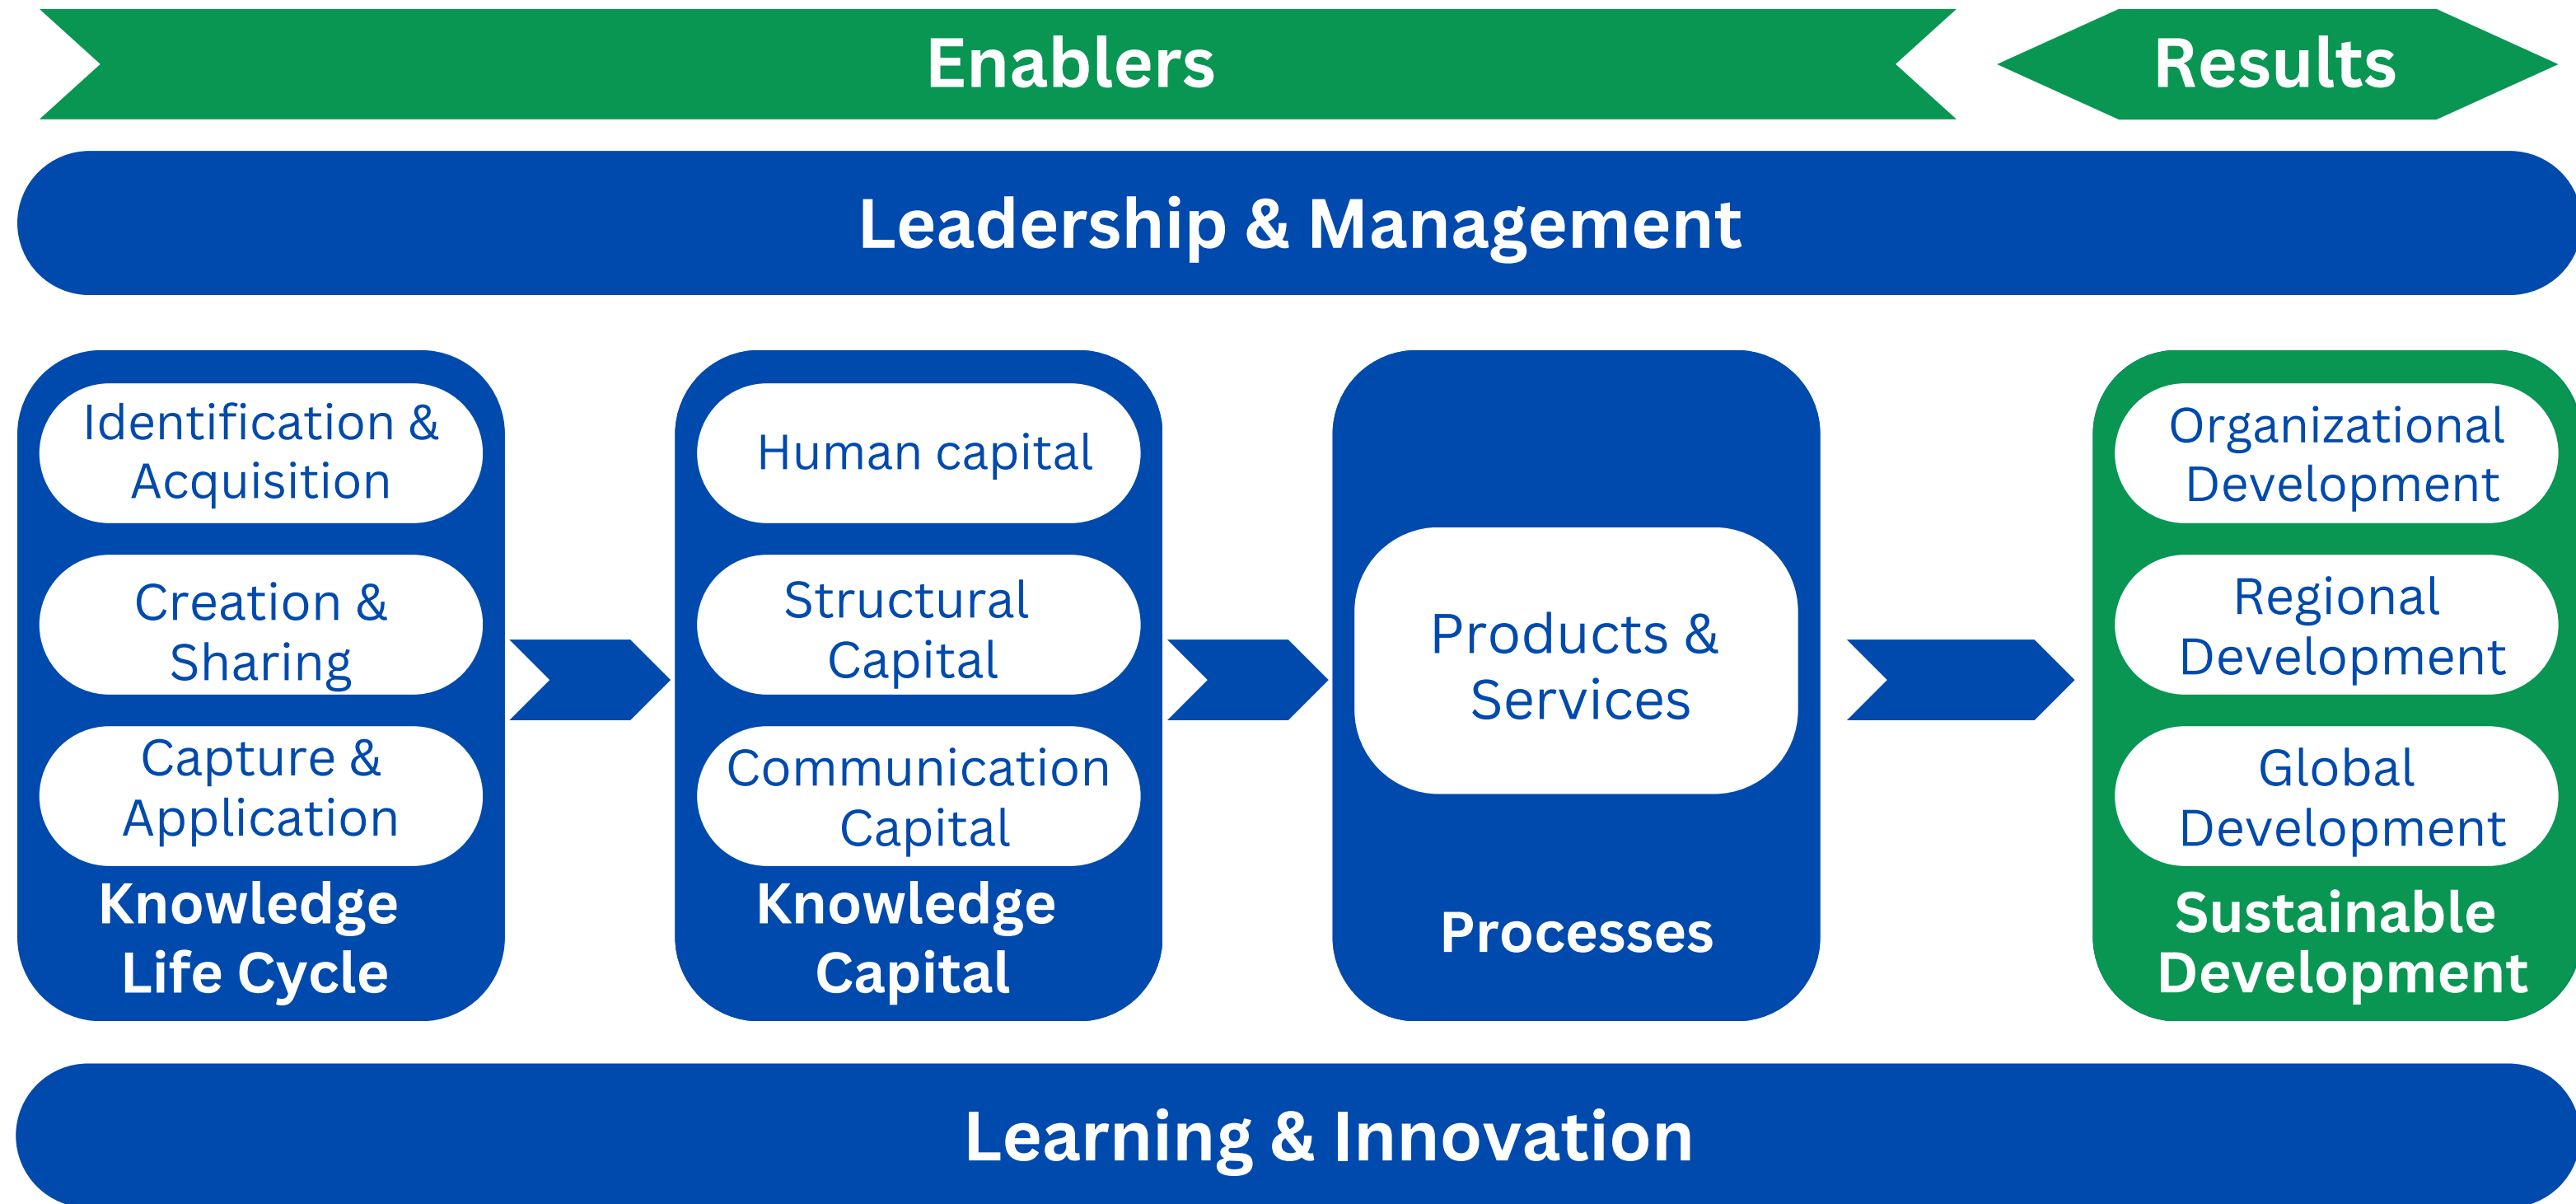 Enablers
Results
Leadership & Management
Identification &
Acquisition
Creation &
Sharing
Capture &
Application
Knowledge
Life Cycle
Human capital
Structural
Capital
Communication
Capital
Knowledge
Capital
Products &
Services
Processes
Organizational
Development
Regional
Development
Global
Development
Sustainable
Development
Learning & Innovation